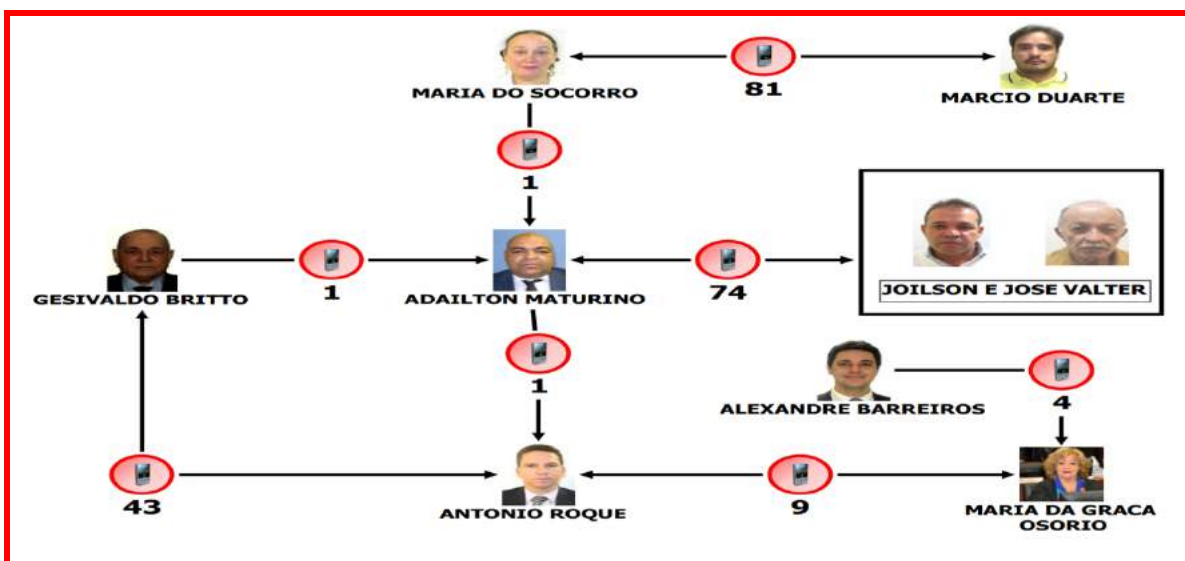 MARIA DO SOCORRO
81
MARCIO DUARTE
1
GESIVALDO BRITTO
1
ADAILTON MATURINO
74
JOILSON E JOSE VALTER
1
ALEXANDRE BARREIROS
4
43
ANTONIO ROQUE
9
MARIA DA GRACA
OSORIO